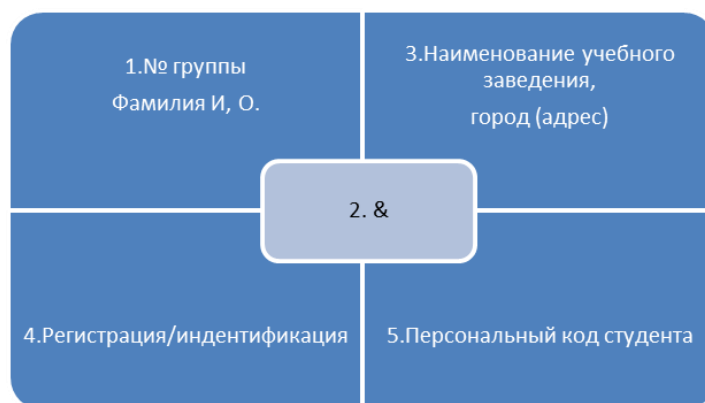 1.№ группы
Фамилия И, О.
3.Наименование учебного
заведения,
город (адрес)
2. &
4.Регистрация/индентификация
5.Персональный код студента